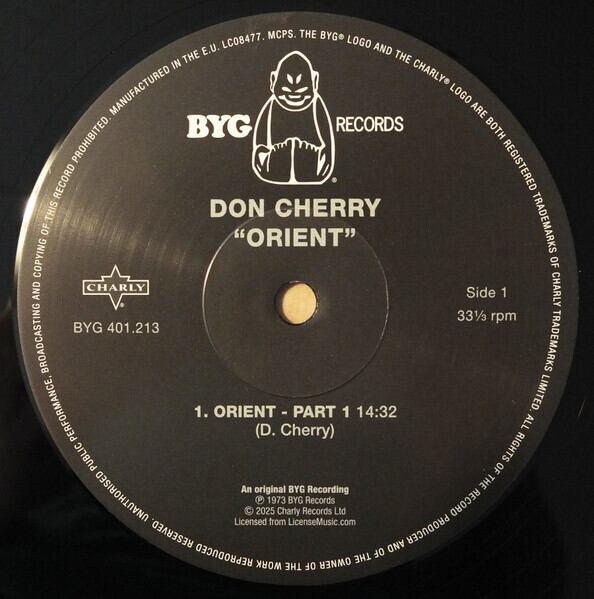 BYG RECORDS
®
DON CHERRY
“ORIENT”
CHARLY
®
BYG 401.213
Side 1
33⅓ rpm
1. ORIENT - PART 1 14:32
(D. Cherry)
An original BYG Recording
℗ 1973 BYG Records
© 2025 Charly Records Ltd
Licensed from LicenseMusic.com
MANUFACTURED IN THE E.U. LC08477. MCPS. THE BYG® LOGO AND THE CHARLY® LOGO ARE BOTH REGISTERED TRADEMARKS OF CHARLY TRADEMARKS LIMITED. ALL RIGHTS OF THE RECORD PRODUCER AND OF THE OWNER OF THE WORK REPRODUCED RESERVED. UNAUTHORISED PUBLIC PERFORMANCE, BROADCASTING AND COPYING OF THIS RECORD PROHIBITED.